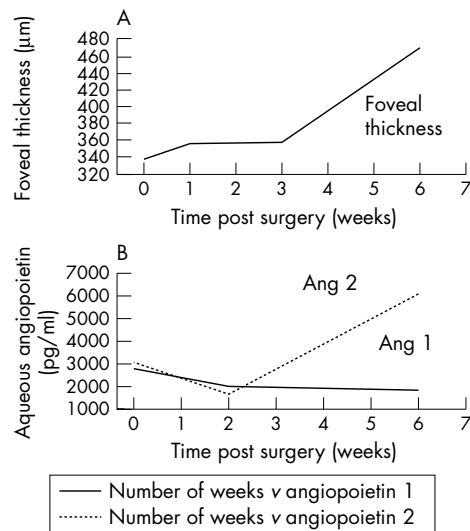 A
Foveal thickness (μm)
480
460
440
420
400
380
360
340
320
Foveal
thickness
0 1 2 3 4 5 6 7
Time post surgery (weeks)
B
Aqueous angiopoietin
(pg/ml)
7000
6000
5000
4000
3000
2000
1000
Ang 2
Ang 1
0 1 2 3 4 5 6 7
Time post surgery (weeks)
Number of weeks v angiopoietin 1
Number of weeks v angiopoietin 2